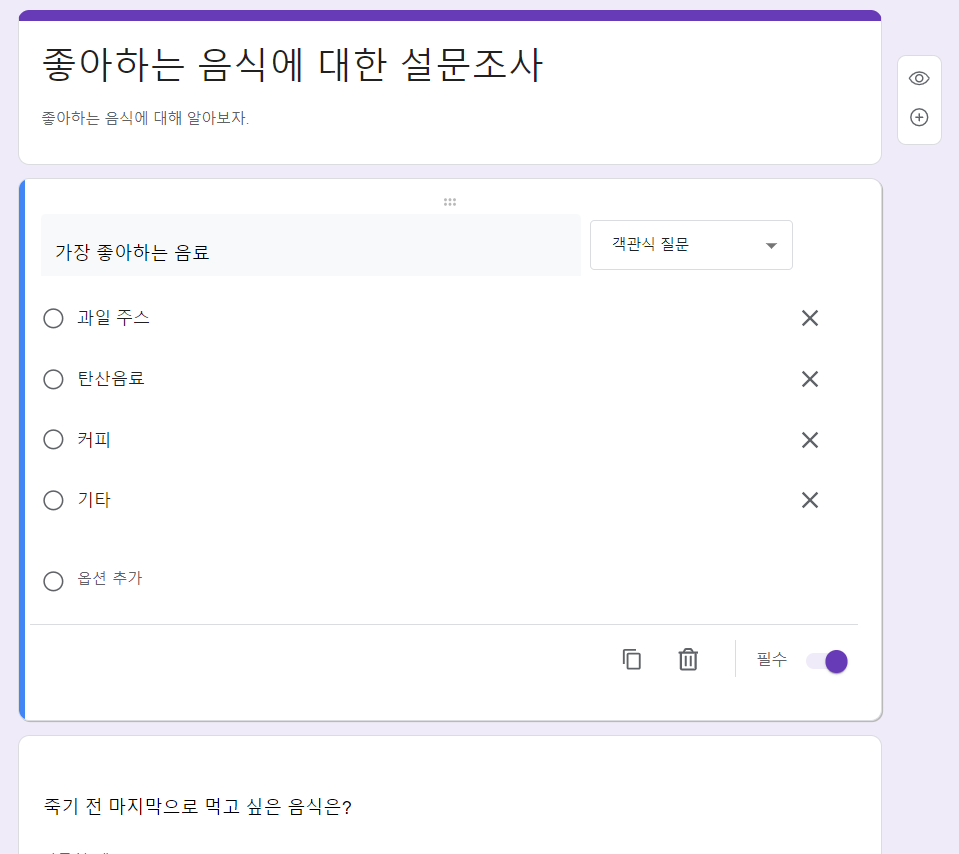 좋아하는 음식에 대한 설문조사
좋아하는 음식에 대해 알아보자.
가장 좋아하는 음료
객관식 질문
과일 주스
탄산음료
커피
기타
옵션 추가
필수
죽기 전 마지막으로 먹고 싶은 음식은?